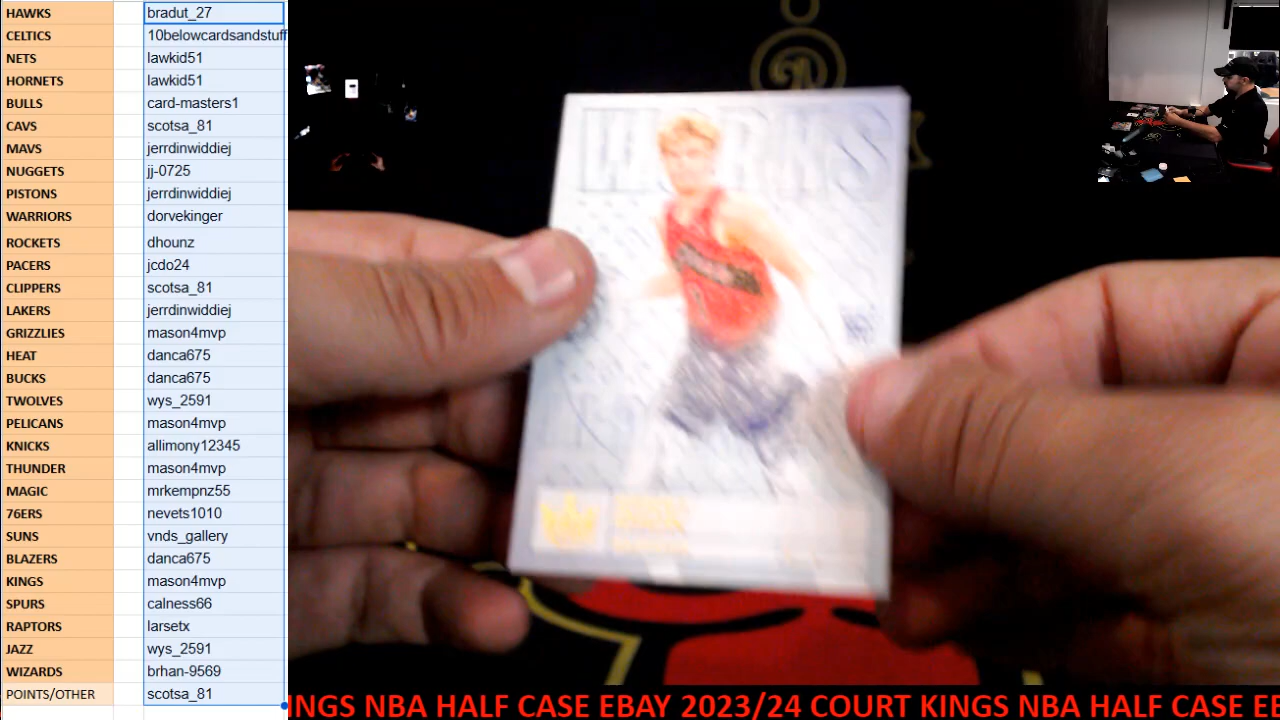 HAWKS bradut_27
CELTICS 10belowcardsandstuff
NETS lawkid51
HORNETS lawkid51
BULLS card-masters1
CAVS scotsa_81
MAVS jerrdinwiddiej
NUGGETS jj-0725
PISTONS jerrdinwiddiej
WARRIORS dorvekinger
ROCKETS dhounz
PACERS jcdo24
CLIPPERS scotsa_81
LAKERS jerrdinwiddiej
GRIZZLIES mason4mvp
HEAT danca675
BUCKS danca675
TWOLVES wys_2591
PELICANS mason4mvp
KNICKS allimony12345
THUNDER mason4mvp
MAGIC mrkempnz55
76ERS nevets1010
SUNS vnds_gallery
BLAZERS danca675
KINGS mason4mvp
SPURS calness66
RAPTORS larsetx
JAZZ wys_2591
WIZARDS brhan-9569
POINTS/OTHER scotsa_81
INGS NBA HALF CASE EBAY 2023/24 COURT KINGS NBA HALF CASE EB